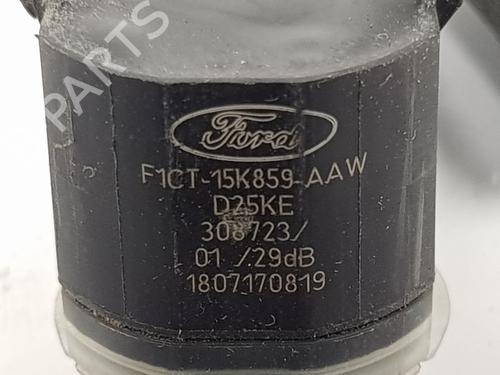 PARTS
Ford
F1CT-15K859-AAW
D25KE
308723/
01 /29dB
1807170819